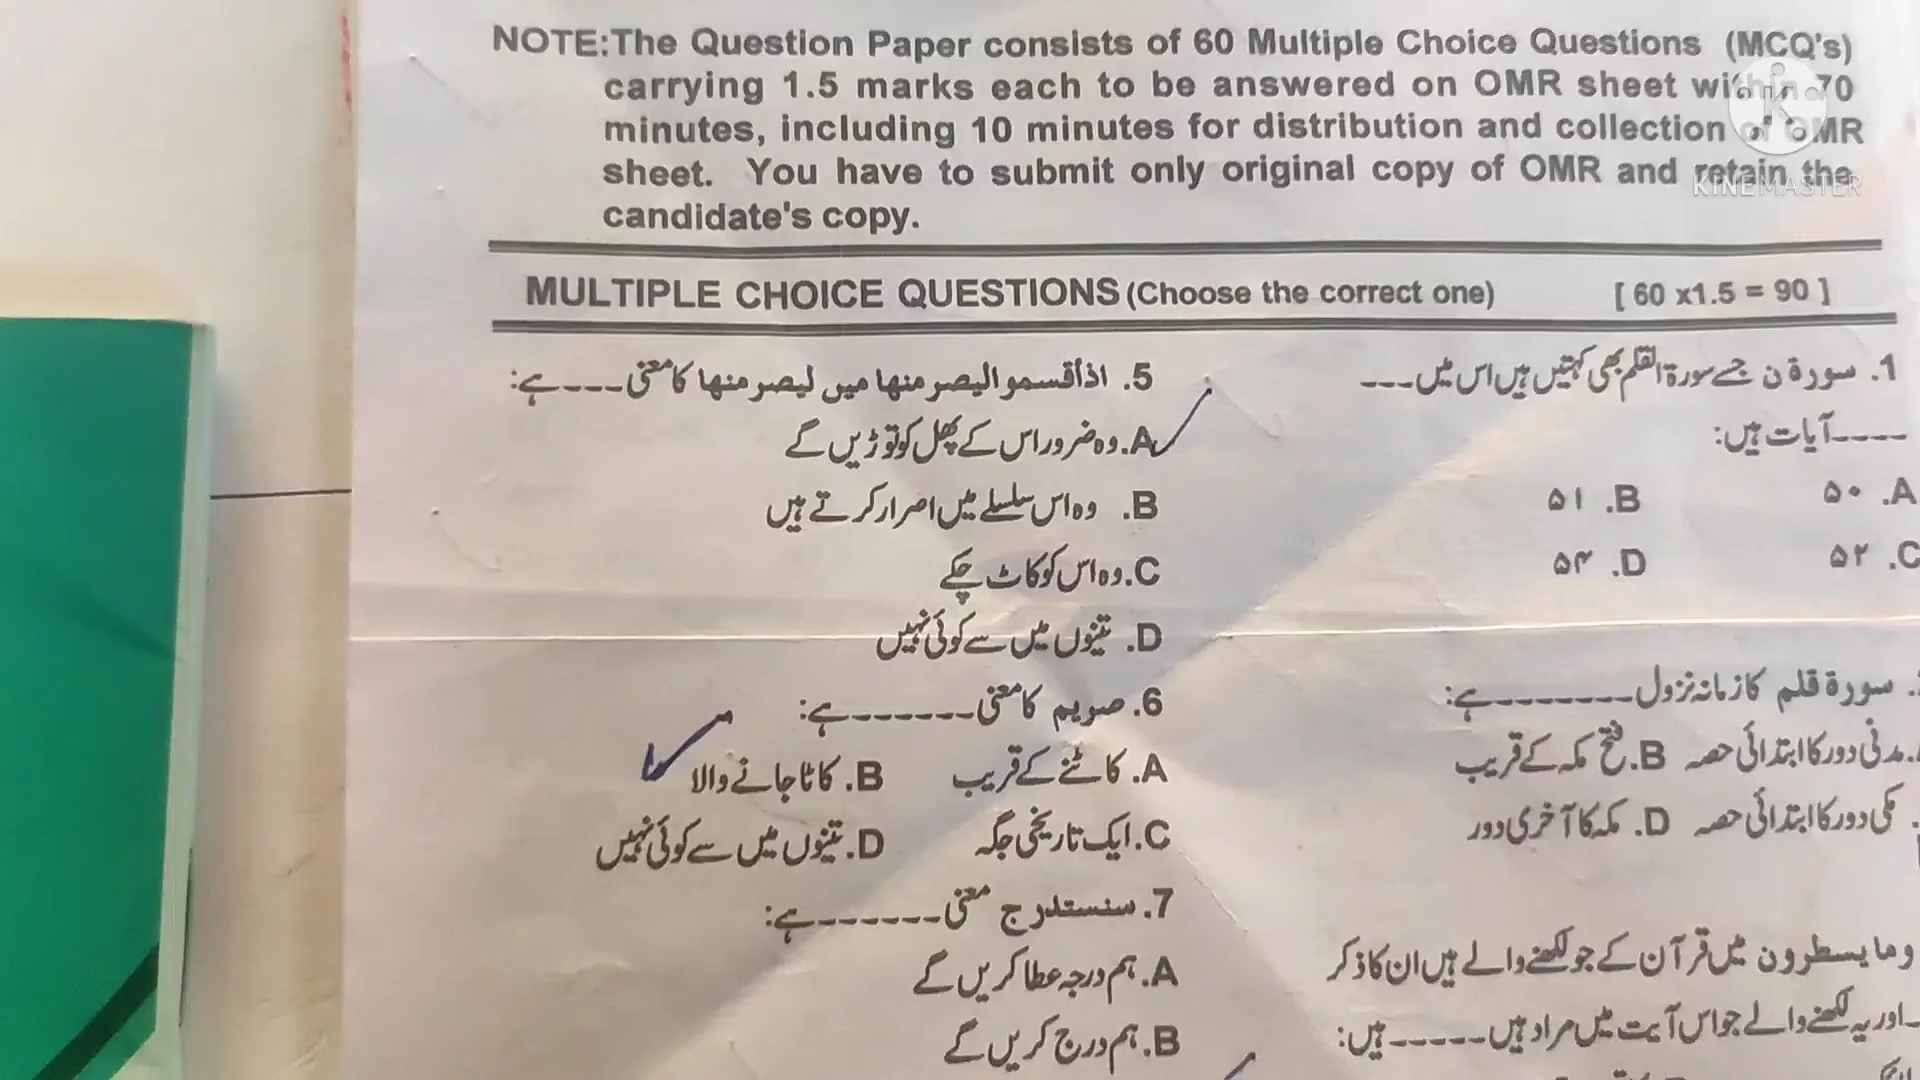 NOTE:The Question Paper consists of 60 Multiple Choice Questions (MCQ's)
carrying 1.5 marks each to be answered on OMR sheet within 70
minutes, including 10 minutes for distribution and collection of OMR
sheet. You have to submit only original copy of OMR and retain the
candidate's copy.
KINEMASTER
MULTIPLE CHOICE QUESTIONS (Choose the correct one) [ 60 x1.5 = 90 ]
1. سورۃ ن جسے سورۃ القلم بھی کہتیں ہیں اس میں ---
----آیات ہیں:
A. ۵۰ B. ۵۱
C. ۵۲ D. ۵۴
. سورۃ قلم کا زمانہ نزول-------ہے:
. مدنی دور کا ابتدائی حصہ B. فتح مکہ کے قریب
. مکی دور کا ابتدائی حصہ D. مکہ کا آخری دور
وما یسطرون میں قرآن کے جو لکھنے والے ہیں ان کا ذکر
۔اور یہ لکھنے والے جو اس آیت میں مراد ہیں-----ہیں:
5. اذأقسموا لیصر منھا میں لیصر منھا کا معنی ----ہے:
A. وہ ضرور اس کے پھل کو توڑیں گے
B. وہ اس سلسلے میں اصرار کرتے ہیں
C. وہ اس کو کاٹ چکے
D. تینوں میں سے کوئی نہیں
6. صریم کا معنی ------ہے:
A. کاٹنے کے قریب B. کاٹا جانے والا
C. ایک تاریخی جگہ D. تینوں میں سے کوئی نہیں
7. سنستدرج معنی------ہے:
A. ہم درجہ عطا کریں گے
B. ہم درج کریں گے